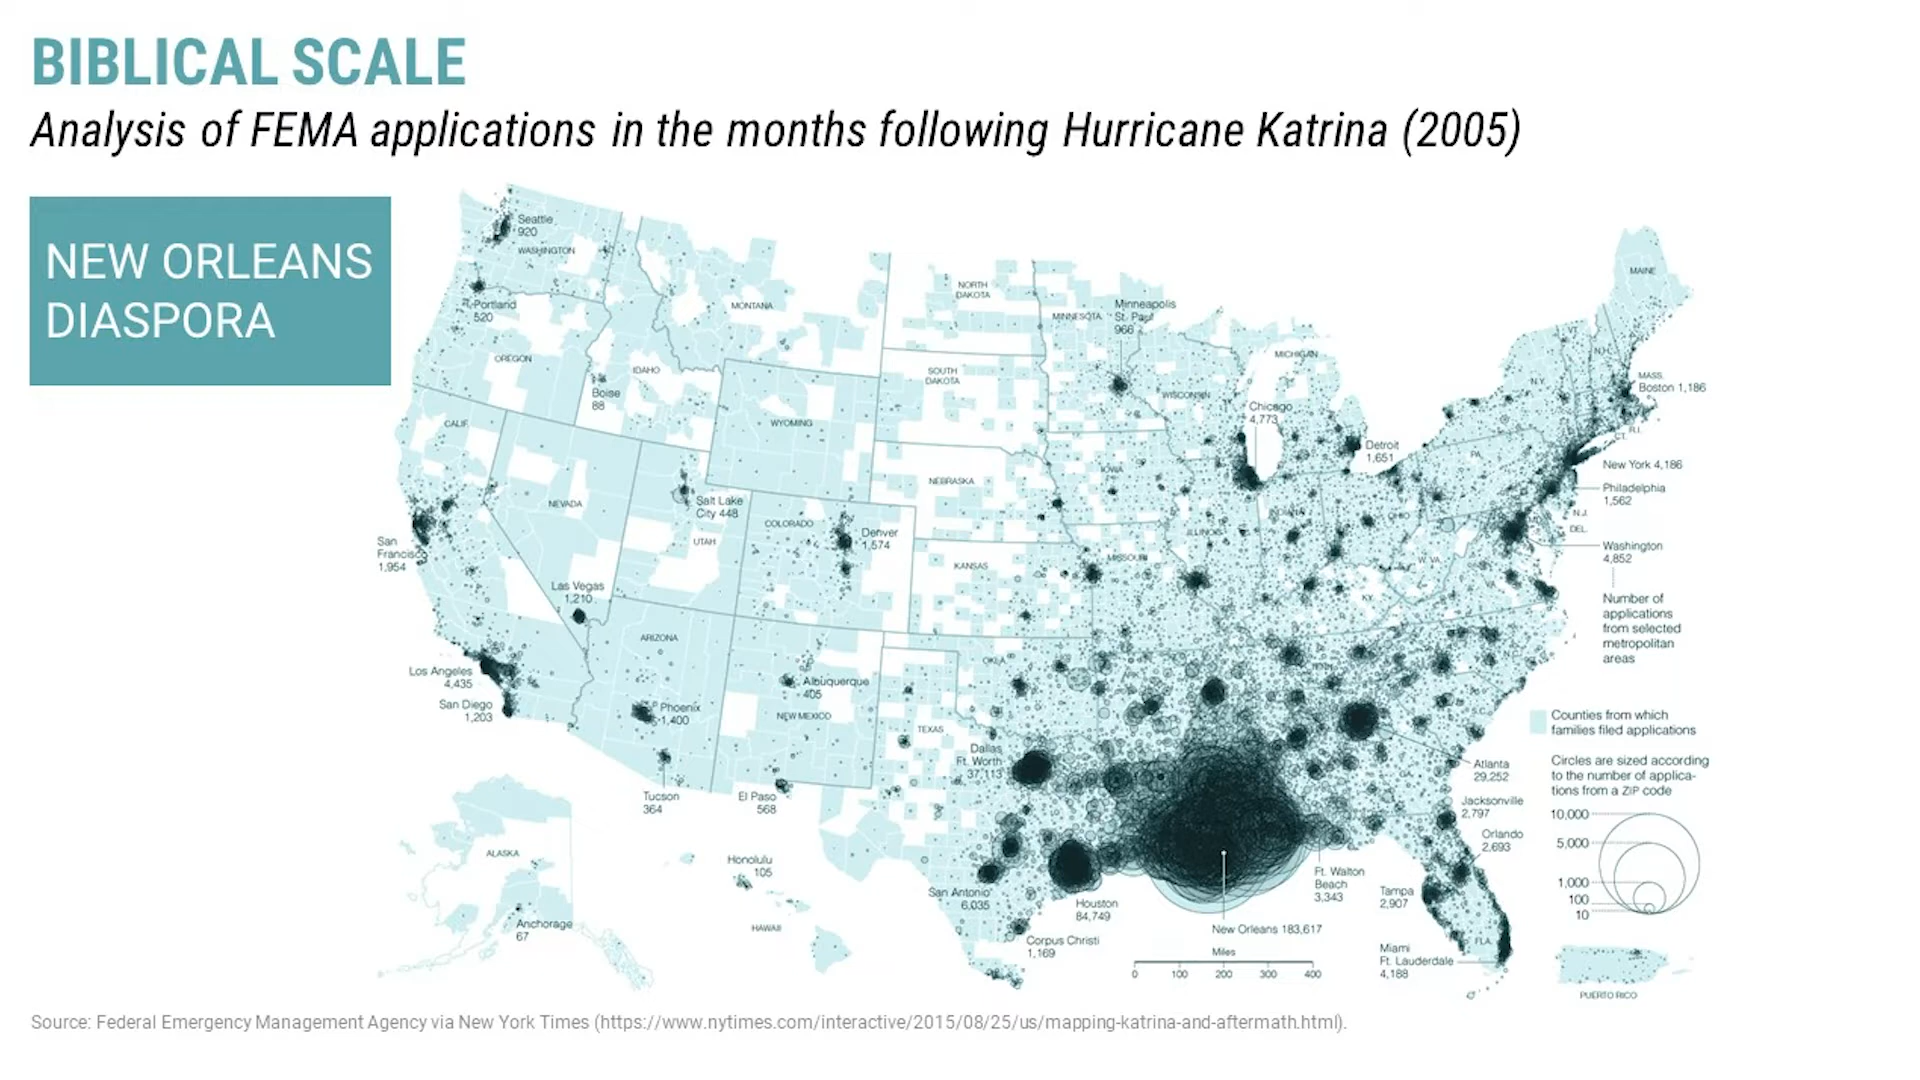 BIBLICAL SCALE
Analysis of FEMA applications in the months following Hurricane Katrina (2005)
NEW ORLEANS
DIASPORA
Seattle
920
WASHINGTON
Portland
520
OREGON
IDAHO
Boise
88
MONTANA
NORTH
DAKOTA
SOUTH
DAKOTA
MINNESOTA
Minneapolis
St. Paul
966
WISCONSIN
MICHIGAN
Chicago
4,773
Detroit
1,651
MAINE
VT.
N.H.
MASS.
Boston 1,186
R.I.
CT.
N.Y.
PA.
New York 4,186
Philadelphia
1,562
N.J.
DEL.
MD.
Washington
4,852
Number of
applications
from selected
metropolitan
areas
CALIF.
NEVADA
WYOMING
NEBRASKA
IOWA
ILLINOIS
INDIANA
OHIO
W. VA.
VA.
KY.
Salt Lake
City 448
UTAH
COLORADO
Denver
1,574
KANSAS
MISSOURI
San
Francisco
1,954
Las Vegas
1,210
Los Angeles
4,435
San Diego
1,203
ARIZONA
Phoenix
1,400
Tucson
364
Albuquerque
405
NEW MEXICO
El Paso
568
OKLA.
TEXAS
Dallas
Ft. Worth
37,113
TENN.
N.C.
S.C.
GA.
Atlanta
29,252
Jacksonville
2,797
Orlando
2,693
Tampa
2,907
FLA.
Miami
Ft. Lauderdale
4,188
Ft. Walton
Beach
3,343
New Orleans 183,617
Houston
84,749
San Antonio
6,035
Corpus Christi
1,169
Miles
0 100 200 300 400
ALASKA
Anchorage
67
Honolulu
105
HAWAII
Counties from which
families filed applications
Circles are sized according
to the number of applica-
tions from a ZIP code
10,000
5,000
1,000
100
10
PUERTO RICO
Source: Federal Emergency Management Agency via New York Times (https://www.nytimes.com/interactive/2015/08/25/us/mapping-katrina-and-aftermath.html).